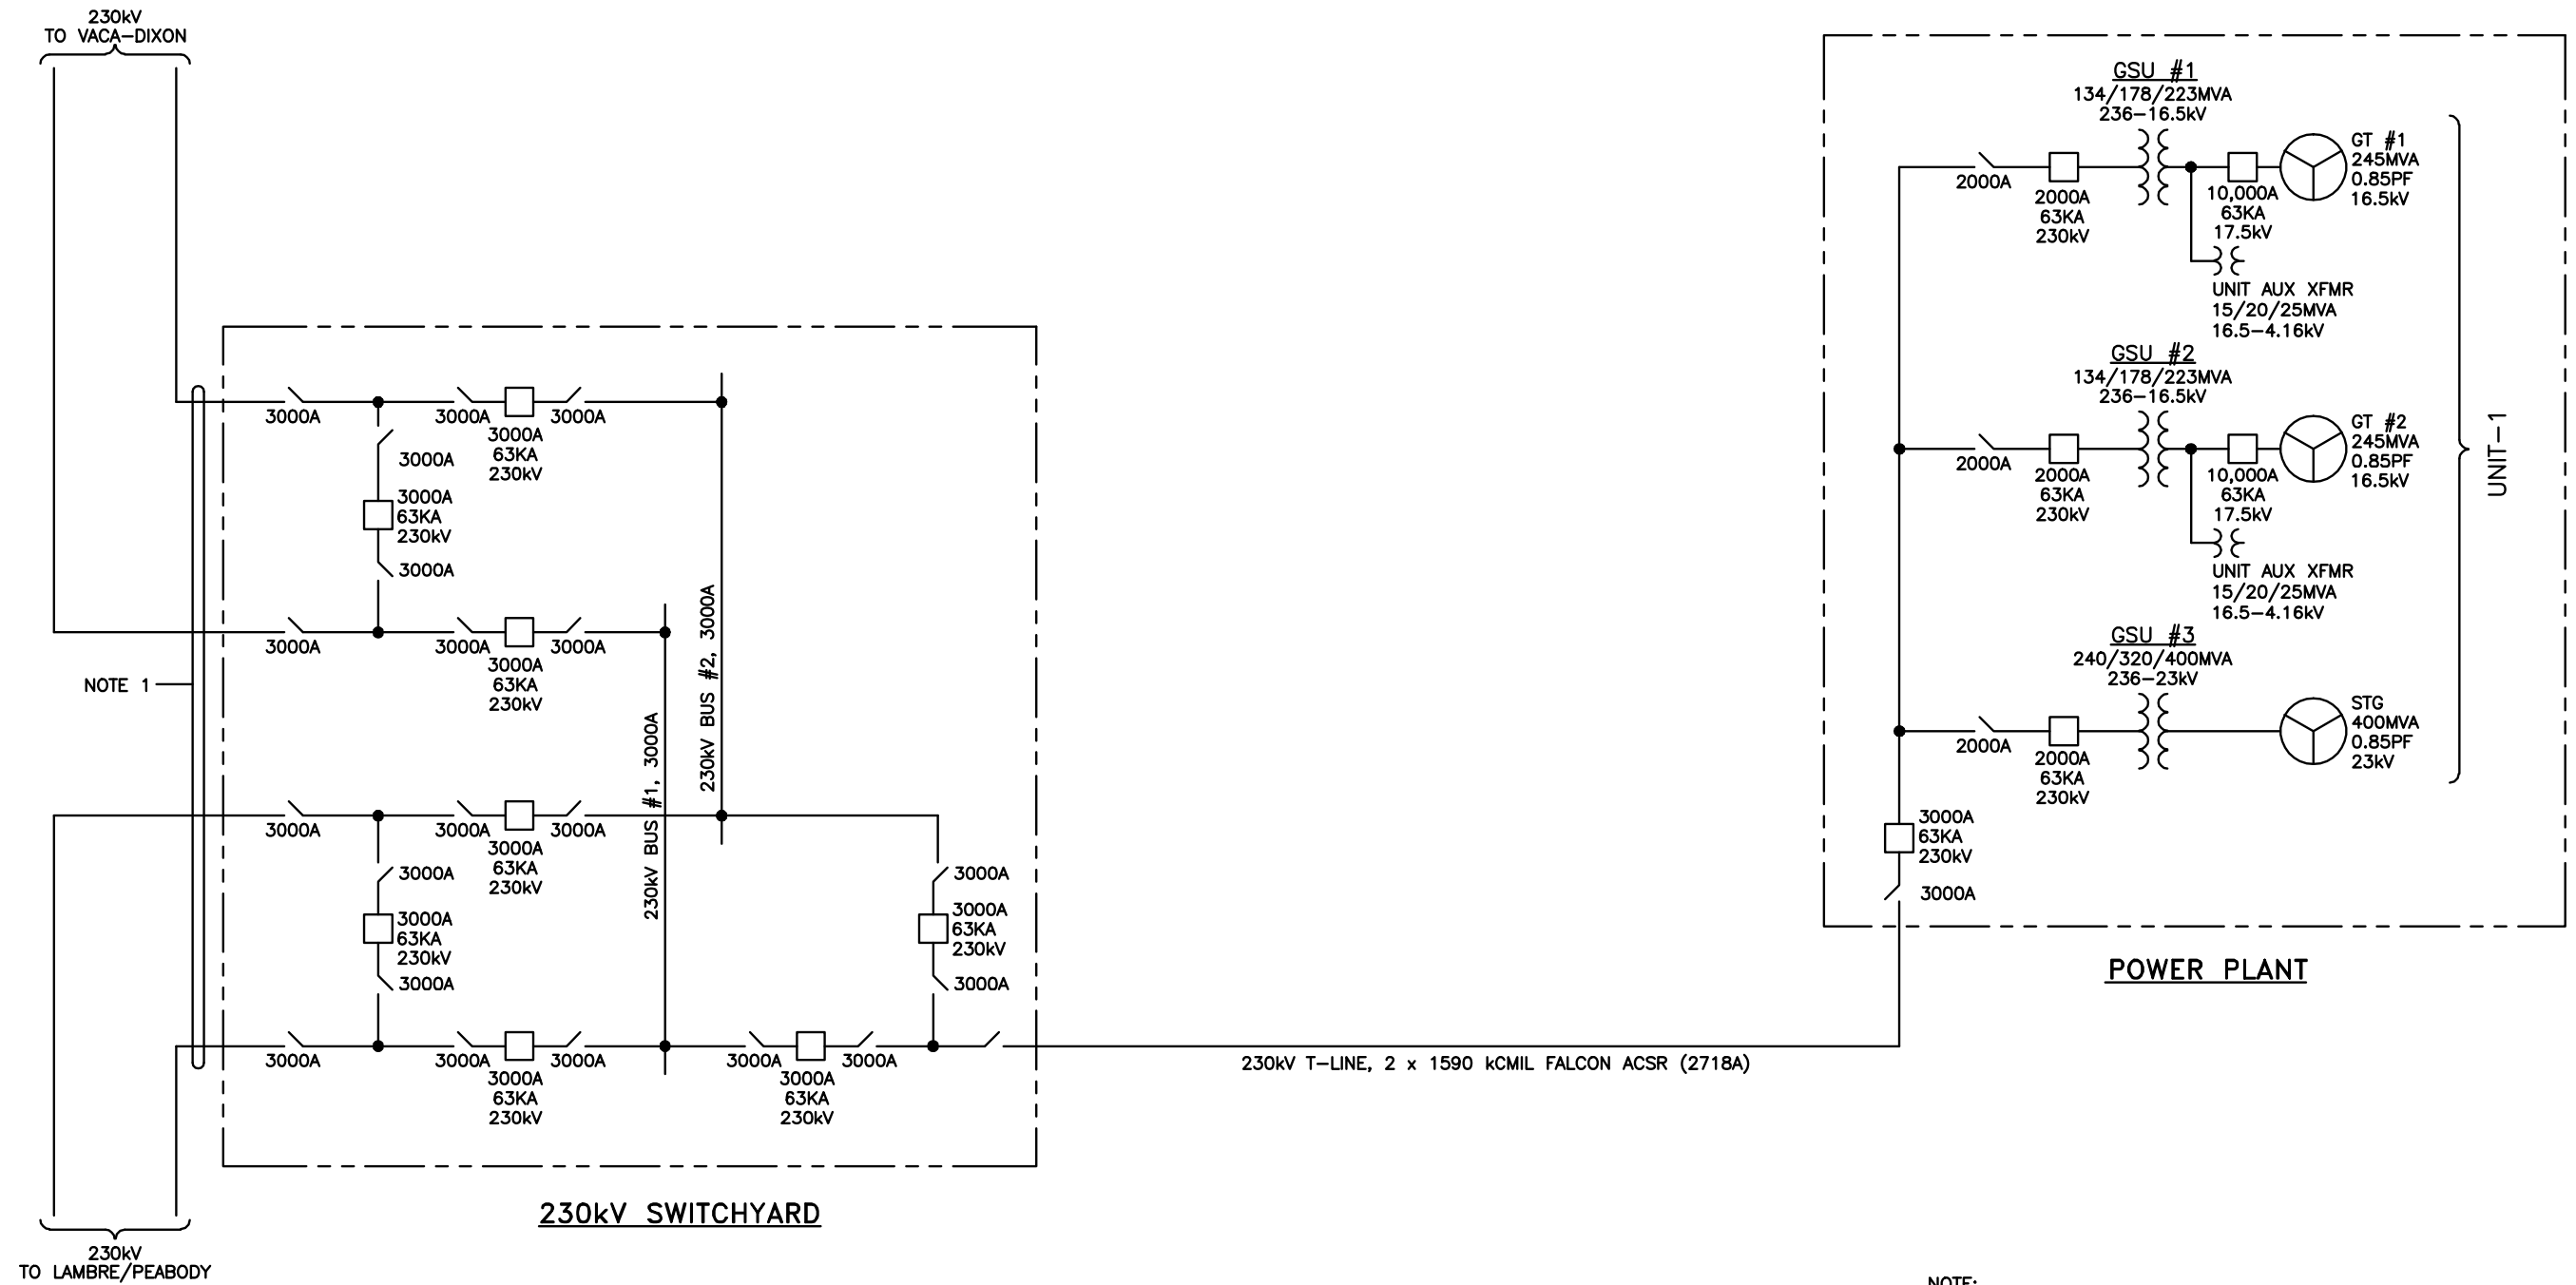 230kV
TO VACA-DIXON
3000A
3000A
3000A
3000A
63KA
230kV
3000A
3000A
63KA
230kV
3000A
3000A
3000A
3000A
3000A
63KA
230kV
NOTE 1
230kV BUS #1, 3000A
230kV BUS #2, 3000A
3000A
3000A
3000A
3000A
63KA
230kV
3000A
3000A
63KA
230kV
3000A
3000A
3000A
63KA
230kV
3000A
3000A
3000A
3000A
3000A
63KA
230kV
3000A
3000A
3000A
63KA
230kV
230kV SWITCHYARD
230kV
TO LAMBRE/PEABODY
230kV T-LINE, 2 x 1590 kCMIL FALCON ACSR (2718A)
GSU #1
134/178/223MVA
236-16.5kV
2000A
2000A
63KA
230kV
10,000A
63KA
17.5kV
GT #1
245MVA
0.85PF
16.5kV
UNIT AUX XFMR
15/20/25MVA
16.5-4.16kV
GSU #2
134/178/223MVA
236-16.5kV
2000A
2000A
63KA
230kV
10,000A
63KA
17.5kV
GT #2
245MVA
0.85PF
16.5kV
UNIT AUX XFMR
15/20/25MVA
16.5-4.16kV
UNIT-1
GSU #3
240/320/400MVA
236-23kV
2000A
2000A
63KA
230kV
STG
400MVA
0.85PF
23kV
3000A
63KA
230kV
3000A
POWER PLANT
NOTE: